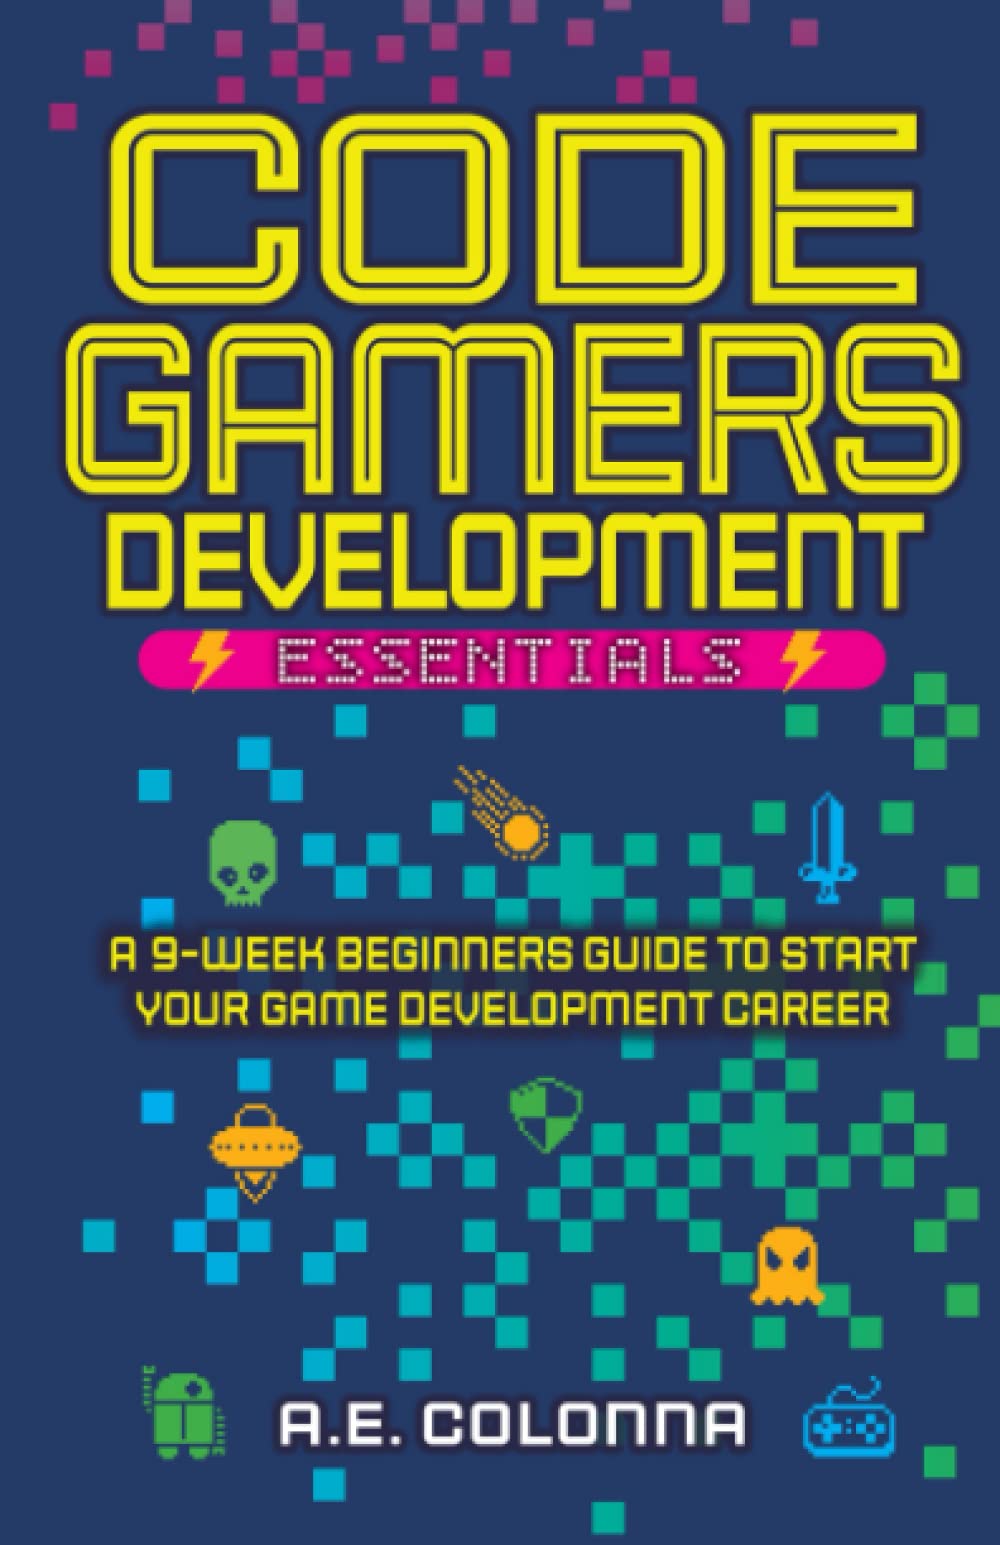 CODE
GAMERS
DEVELOPMENT
ESSENTIALS
A 9-WEEK BEGINNERS GUIDE TO START
YOUR GAME DEVELOPMENT CAREER
A.E. COLONNA